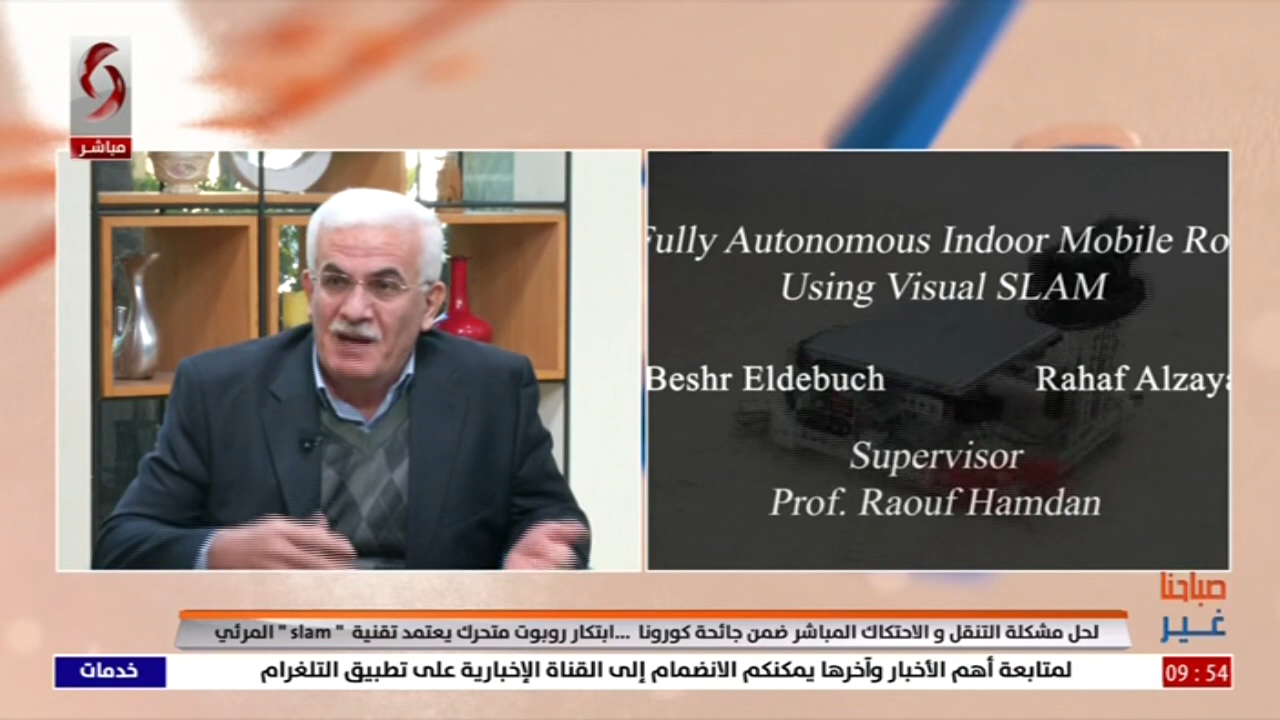 مباشر
Fully Autonomous Indoor Mobile Ro
Using Visual SLAM
Beshr Eldebuch
Rahaf Alzaya
Supervisor
Prof. Raouf Hamdan
صباحنا
غير
لحل مشكلة التنقل و الاحتكاك المباشر ضمن جائحة كورونا ...ابتكار روبوت متحرك يعتمد تقنية " slam " المرئي
خدمات
لمتابعة أهم الأخبار وآخرها يمكنكم الانضمام إلى القناة الإخبارية على تطبيق التلغرام
09 : 54